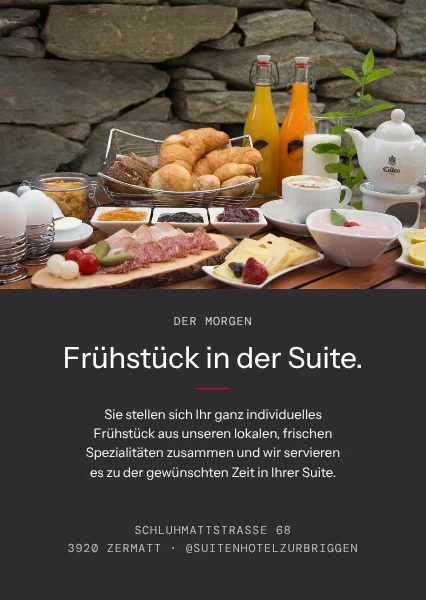 Eilles
DER MORGEN
Frühstück in der Suite.
Sie stellen sich Ihr ganz individuelles
Frühstück aus unseren lokalen, frischen
Spezialitäten zusammen und wir servieren
es zu der gewünschten Zeit in Ihrer Suite.
SCHLUHMATTSTRASSE 68
3920 ZERMATT · @SUITENHOTELZURBRIGGEN